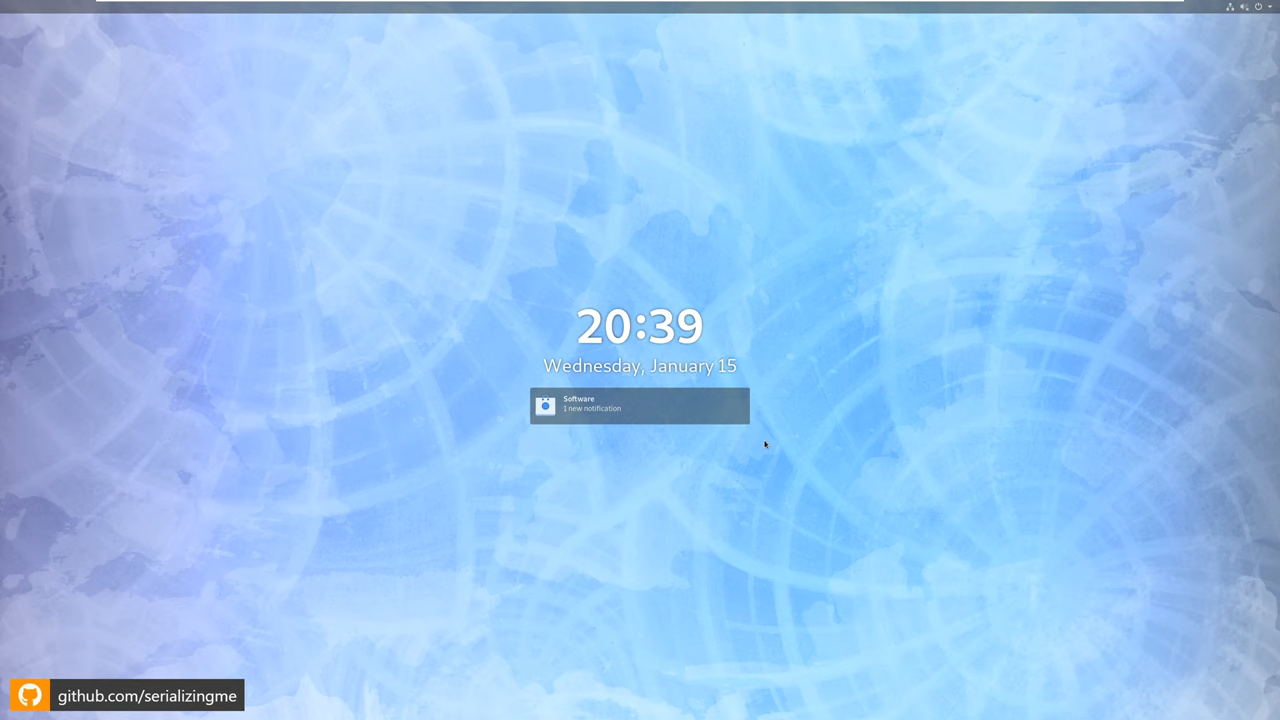 20:39
Wednesday, January 15
Software
1 new notification
github.com/serializingme